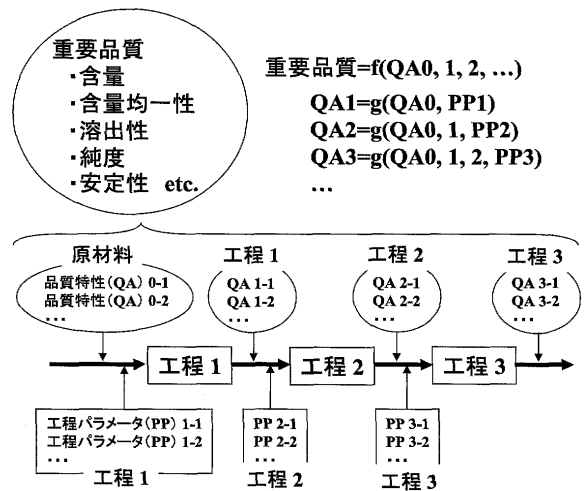 重要品質
・含量
・含量均一性
・溶出性
・純度
・安定性 etc.
重要品質=f(QA0, 1, 2, …)
QA1=g(QA0, PP1)
QA2=g(QA0, 1, PP2)
QA3=g(QA0, 1, 2, PP3)
…
原材料
品質特性(QA) 0-1
品質特性(QA) 0-2
…
工程 1
QA 1-1
QA 1-2
…
工程 2
QA 2-1
QA 2-2
…
工程 3
QA 3-1
QA 3-2
…
工程 1
工程 2
工程 3
工程パラメータ(PP) 1-1
工程パラメータ(PP) 1-2
…
工程 1
PP 2-1
PP 2-2
…
工程 2
PP 3-1
PP 3-2
…
工程 3